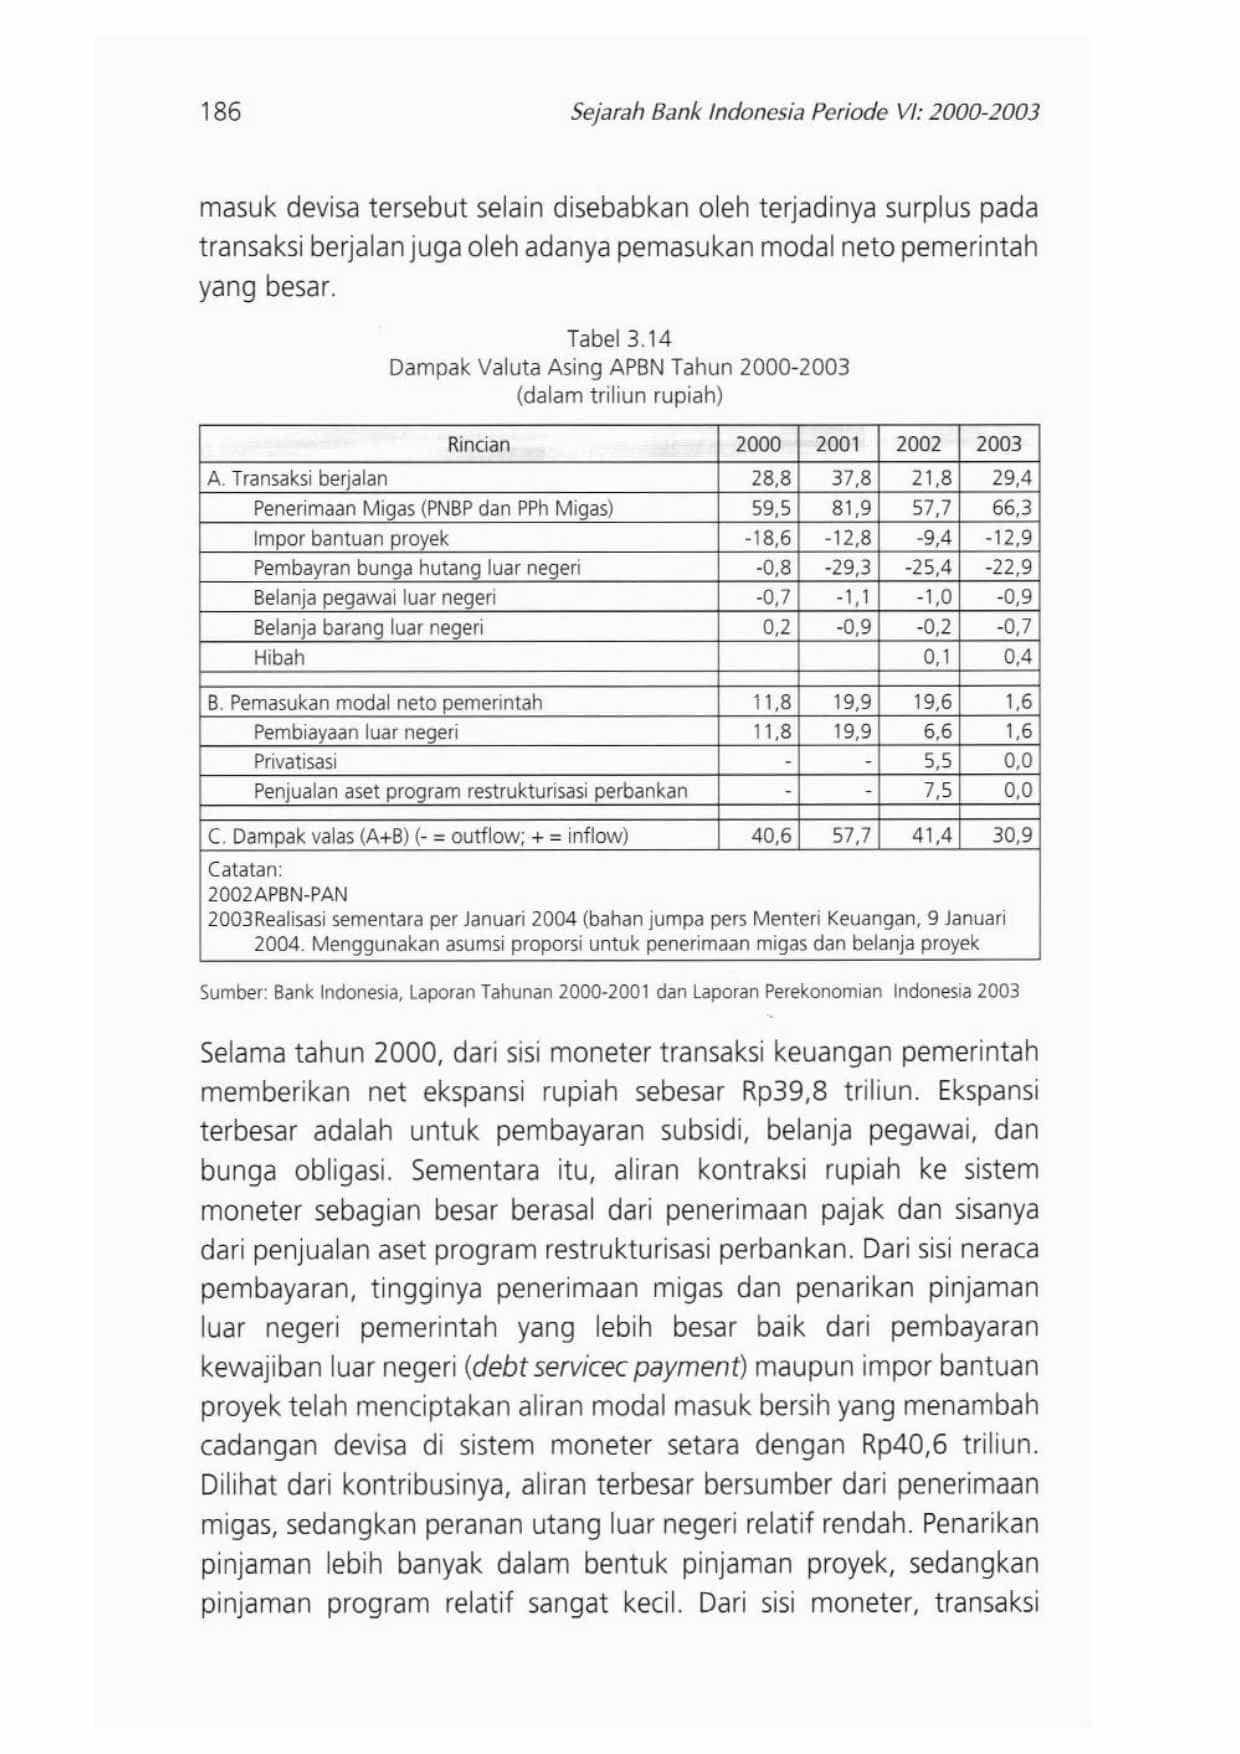 186 Sejarah Bank Indonesia Periode VI: 2000-2003
masuk devisa tersebut selain disebabkan oleh terjadinya surplus pada
transaksi berjalan juga oleh adanya pemasukan modal neto pemerintah
yang besar.
Tabel 3.14
Dampak Valuta Asing APBN Tahun 2000-2003
(dalam triliun rupiah)
Rincian 2000 2001 2002 2003
A. Transaksi berjalan 28,8 37,8 21,8 29,4
Penerimaan Migas (PNBP dan PPh Migas) 59,5 81,9 57,7 66,3
Impor bantuan proyek -18,6 -12,8 -9,4 -12,9
Pembayran bunga hutang luar negeri -0,8 -29,3 -25,4 -22,9
Belanja pegawai luar negeri -0,7 -1,1 -1,0 -0,9
Belanja barang luar negeri 0,2 -0,9 -0,2 -0,7
Hibah 0,1 0,4
B. Pemasukan modal neto pemerintah 11,8 19,9 19,6 1,6
Pembiayaan luar negeri 11,8 19,9 6,6 1,6
Privatisasi - - 5,5 0,0
Penjualan aset program restrukturisasi perbankan - - 7,5 0,0
C. Dampak valas (A+B) (- = outflow; + = inflow) 40,6 57,7 41,4 30,9
Catatan:
2002APBN-PAN
2003Realisasi sementara per Januari 2004 (bahan jumpa pers Menteri Keuangan, 9 Januari
2004. Menggunakan asumsi proporsi untuk penerimaan migas dan belanja proyek
Sumber: Bank Indonesia, Laporan Tahunan 2000-2001 dan Laporan Perekonomian Indonesia 2003
Selama tahun 2000, dari sisi moneter transaksi keuangan pemerintah
memberikan net ekspansi rupiah sebesar Rp39,8 triliun. Ekspansi
terbesar adalah untuk pembayaran subsidi, belanja pegawai, dan
bunga obligasi. Sementara itu, aliran kontraksi rupiah ke sistem
moneter sebagian besar berasal dari penerimaan pajak dan sisanya
dari penjualan aset program restrukturisasi perbankan. Dari sisi neraca
pembayaran, tingginya penerimaan migas dan penarikan pinjaman
luar negeri pemerintah yang lebih besar baik dari pembayaran
kewajiban luar negeri (debt servicec payment) maupun impor bantuan
proyek telah menciptakan aliran modal masuk bersih yang menambah
cadangan devisa di sistem moneter setara dengan Rp40,6 triliun.
Dilihat dari kontribusinya, aliran terbesar bersumber dari penerimaan
migas, sedangkan peranan utang luar negeri relatif rendah. Penarikan
pinjaman lebih banyak dalam bentuk pinjaman proyek, sedangkan
pinjaman program relatif sangat kecil. Dari sisi moneter, transaksi